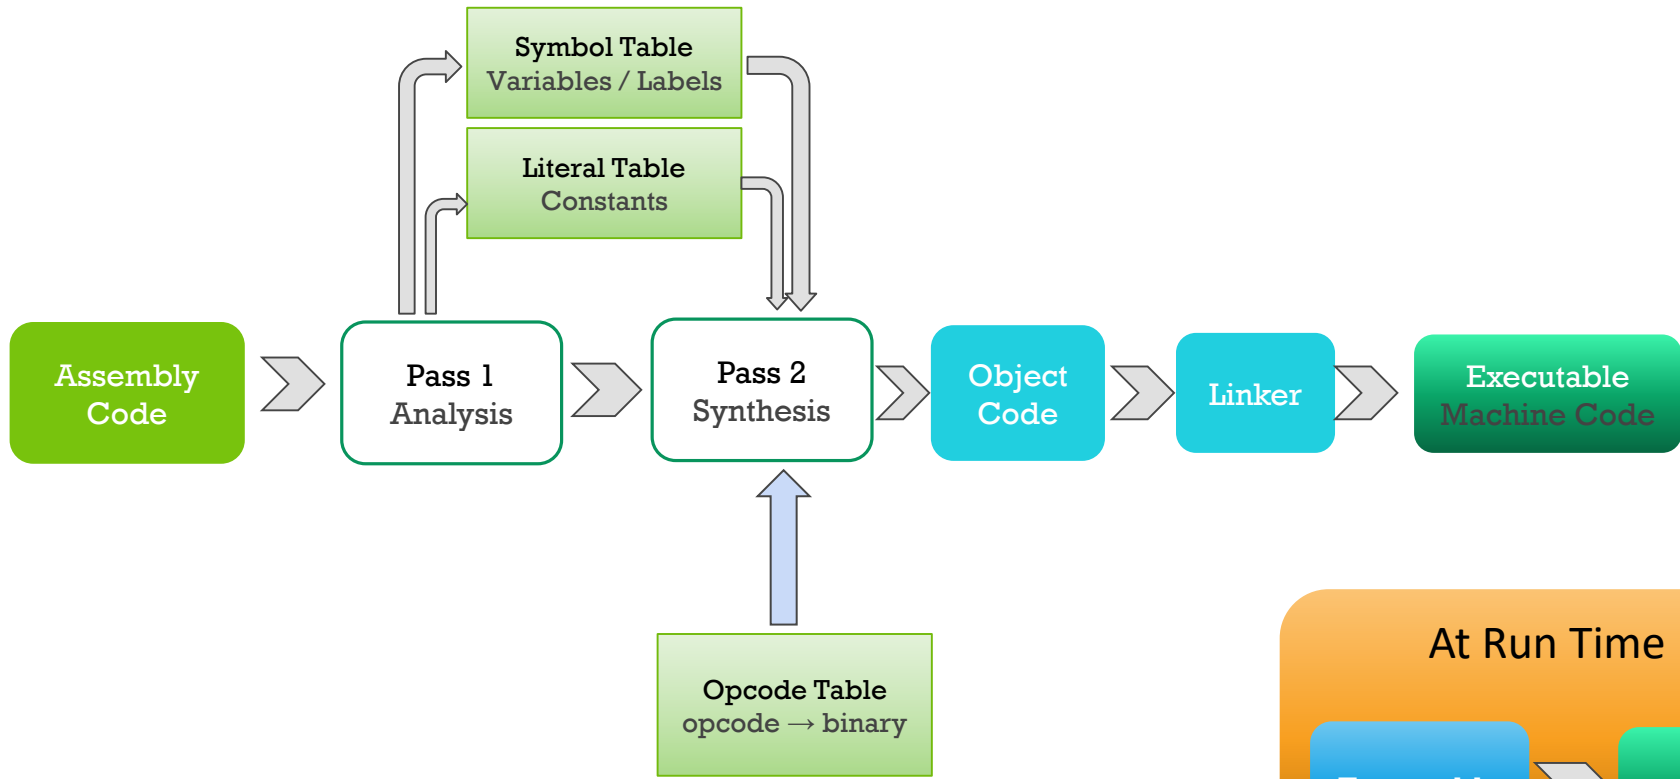 Symbol Table
Variables / Labels
Literal Table
Constants
Assembly
Code
Pass 1
Analysis
Pass 2
Synthesis
Object
Code
Linker
Executable
Machine Code
Opcode Table
opcode → binary
At Run Time